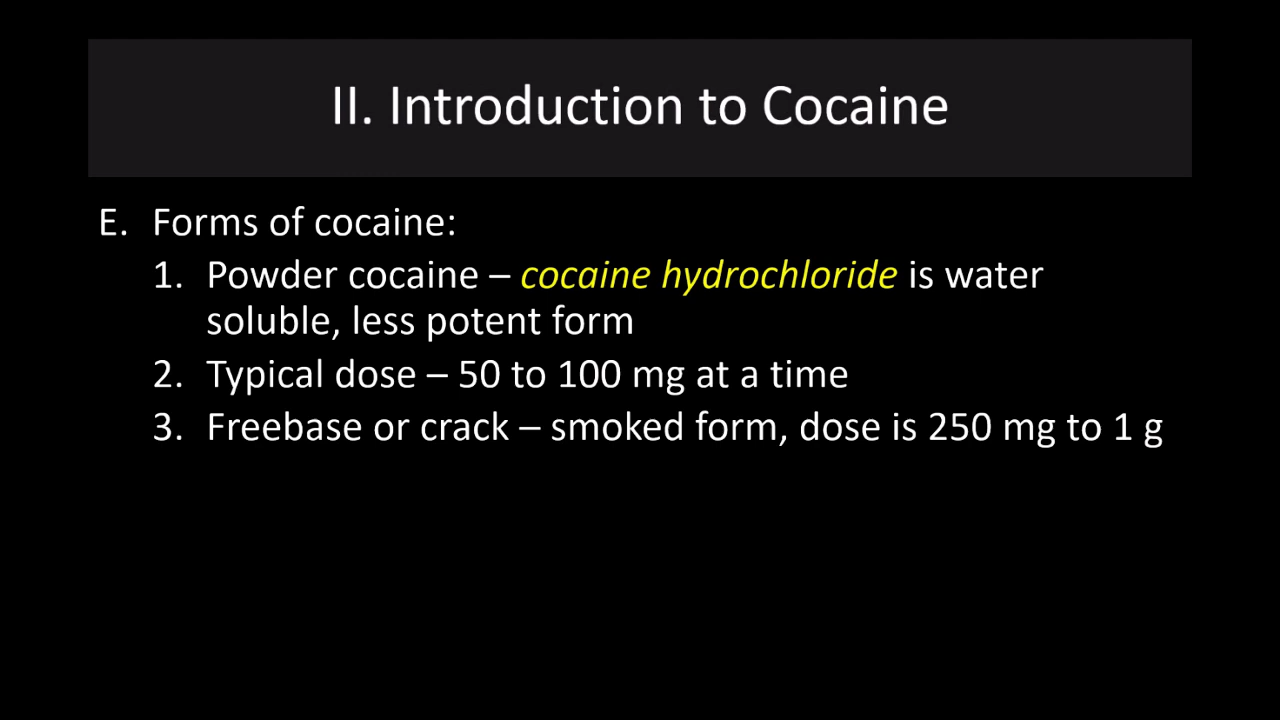 II. Introduction to Cocaine
E. Forms of cocaine:
1. Powder cocaine – cocaine hydrochloride is water
soluble, less potent form
2. Typical dose – 50 to 100 mg at a time
3. Freebase or crack – smoked form, dose is 250 mg to 1 g